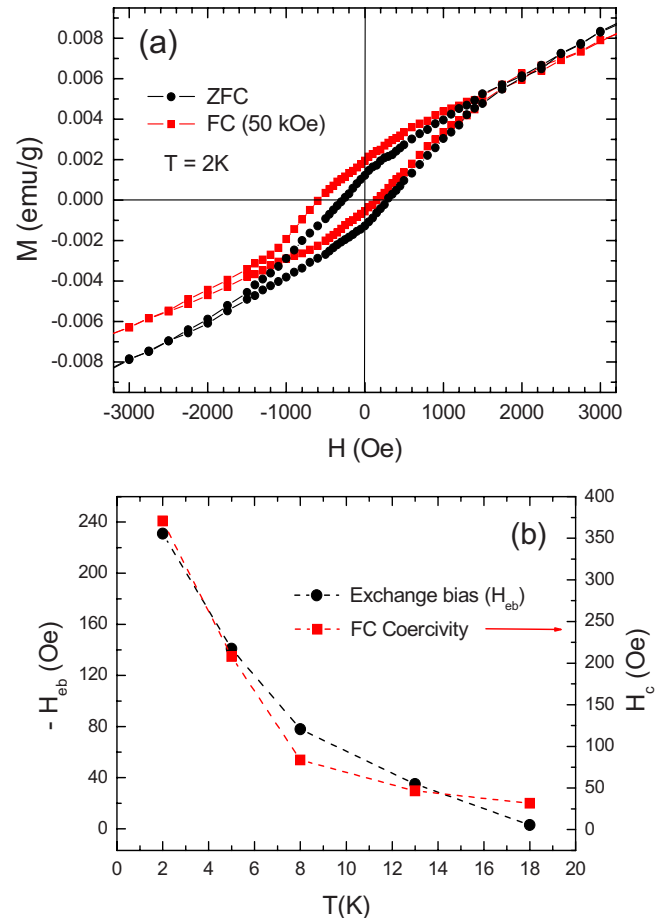 (a)
ZFC
FC (50 kOe)
T = 2K
M (emu/g)
0.008
0.006
0.004
0.002
0.000
-0.002
-0.004
-0.006
-0.008
-3000 -2000 -1000 0 1000 2000 3000
H (Oe)
(b)
Exchange bias (H_eb)
FC Coercivity
- H_eb (Oe)
240
200
160
120
80
40
0
H_c (Oe)
400
350
300
250
200
150
100
50
0
0 2 4 6 8 10 12 14 16 18 20
T(K)